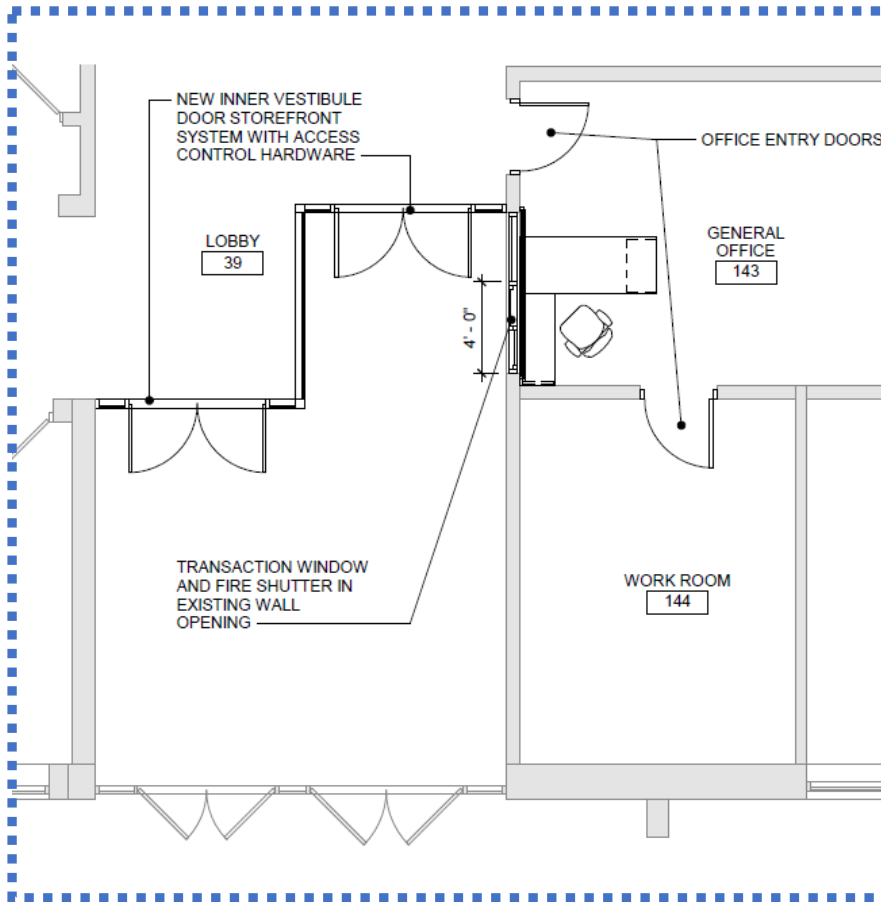 NEW INNER VESTIBULE
DOOR STOREFRONT
SYSTEM WITH ACCESS
CONTROL HARDWARE
OFFICE ENTRY DOORS
LOBBY
39
GENERAL
OFFICE
143
4' - 0"
TRANSACTION WINDOW
AND FIRE SHUTTER IN
EXISTING WALL
OPENING
WORK ROOM
144